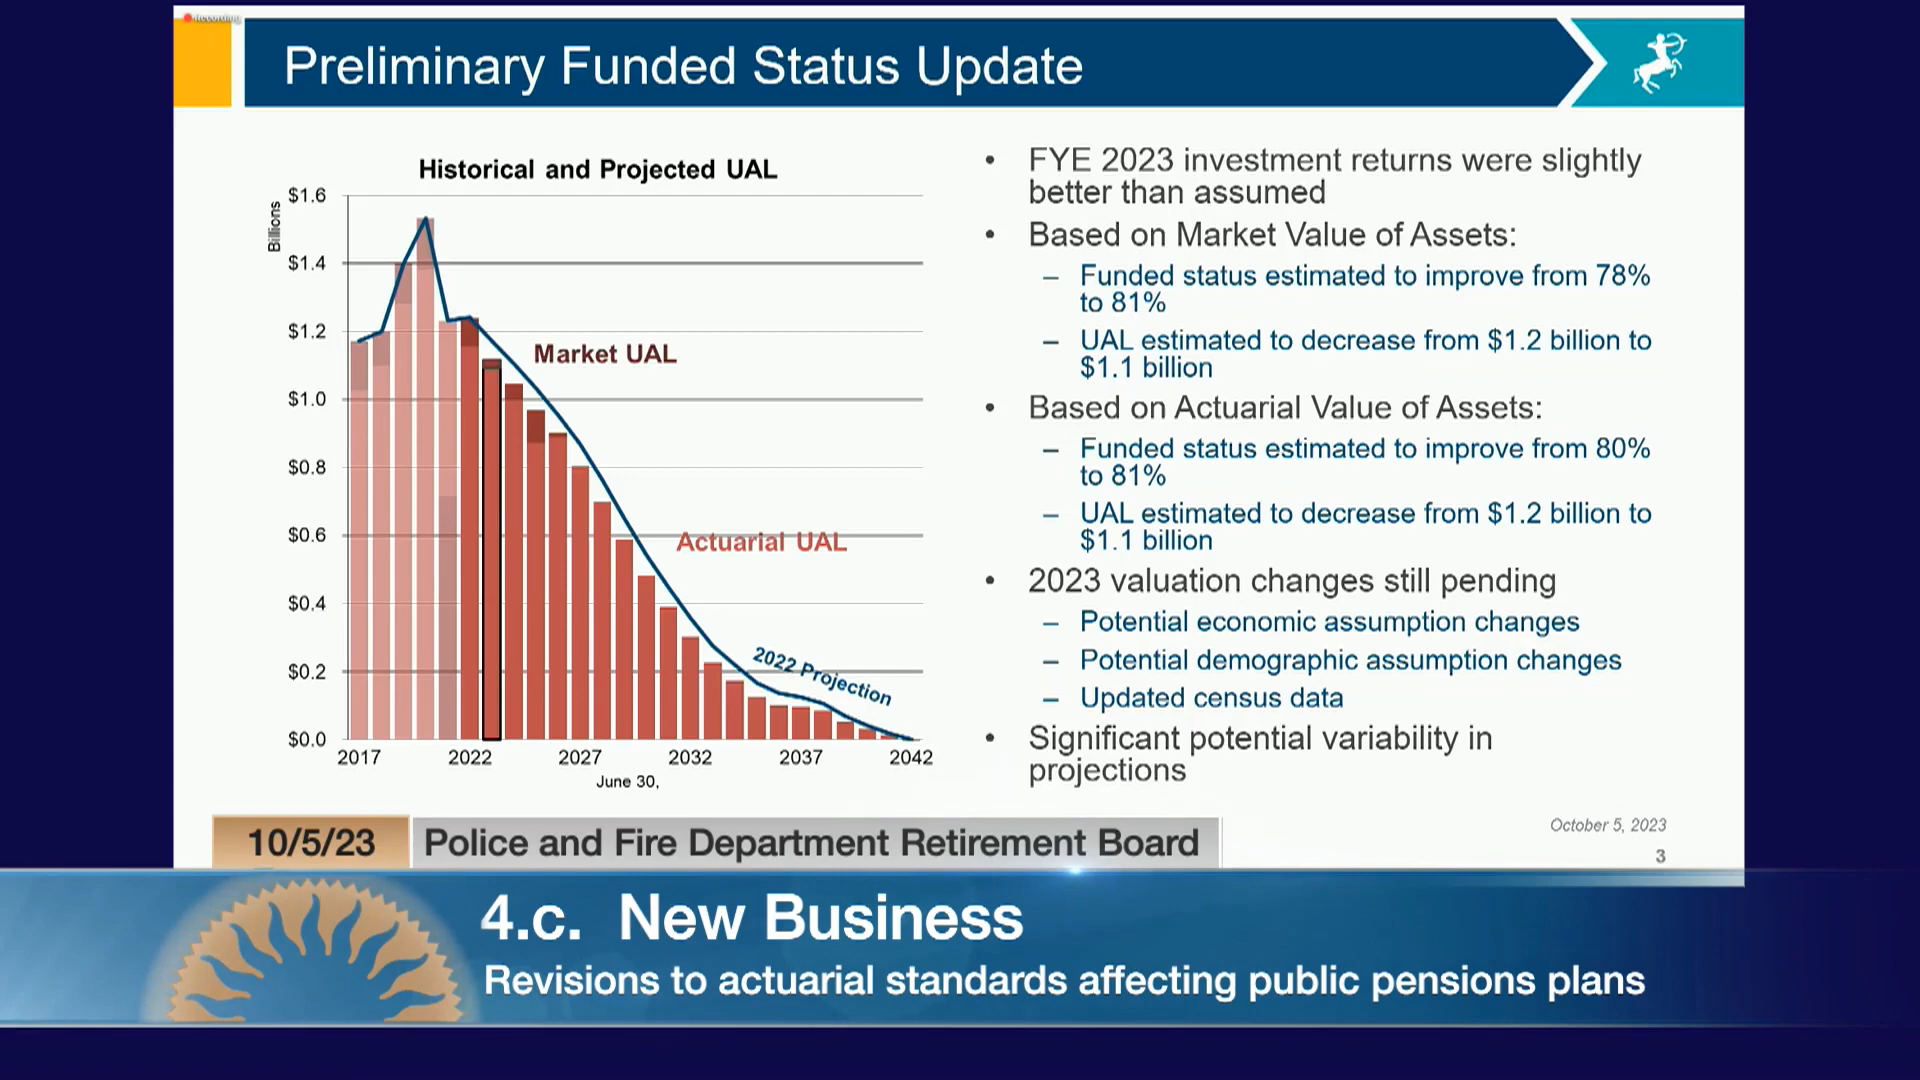 Recording
Preliminary Funded Status Update
Historical and Projected UAL
Billions
$1.6
$1.4
$1.2
$1.0
$0.8
$0.6
$0.4
$0.2
$0.0
Market UAL
Actuarial UAL
2022 Projection
2017 2022 2027 2032 2037 2042
June 30,
• FYE 2023 investment returns were slightly
better than assumed
• Based on Market Value of Assets:
– Funded status estimated to improve from 78%
to 81%
– UAL estimated to decrease from $1.2 billion to
$1.1 billion
• Based on Actuarial Value of Assets:
– Funded status estimated to improve from 80%
to 81%
– UAL estimated to decrease from $1.2 billion to
$1.1 billion
• 2023 valuation changes still pending
– Potential economic assumption changes
– Potential demographic assumption changes
– Updated census data
• Significant potential variability in
projections
October 5, 2023
3
10/5/23 Police and Fire Department Retirement Board
4.c. New Business
Revisions to actuarial standards affecting public pensions plans